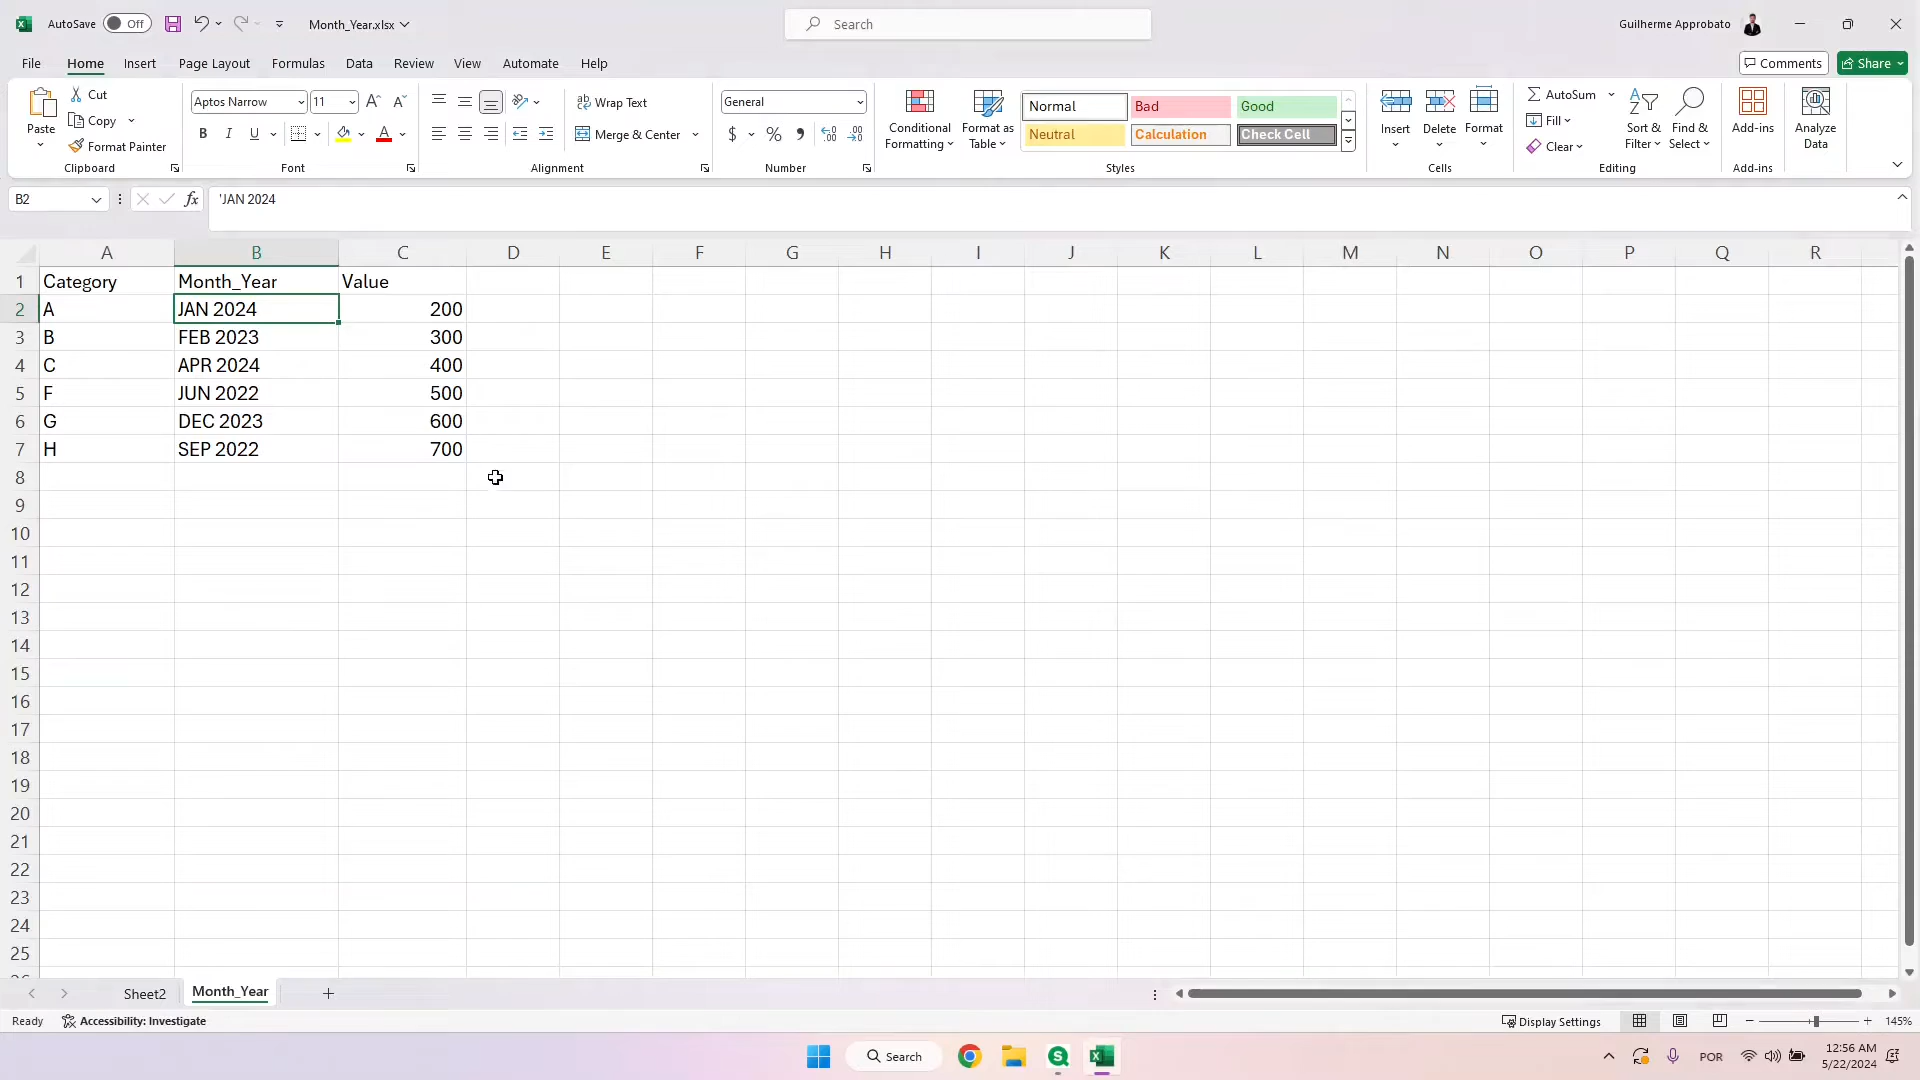 AutoSave Off Month_Year.xlsx Search Guilherme Approbato
File Home Insert Page Layout Formulas Data Review View Automate Help Comments Share
Paste Cut Copy Format Painter Clipboard
Aptos Narrow 11 B I U Font
Wrap Text Merge & Center Alignment
General $ % Number
Conditional Formatting Format as Table
Normal Bad Good
Neutral Calculation Check Cell
Styles
Insert Delete Format Cells
AutoSum Fill Clear Sort & Filter Find & Select Editing
Add-ins Add-ins
Analyze Data
B2 fx 'JAN 2024
A B C D E F G H I J K L M N O P Q R
1 Category Month_Year Value
2 A JAN 2024 200
3 B FEB 2023 300
4 C APR 2024 400
5 F JUN 2022 500
6 G DEC 2023 600
7 H SEP 2022 700
8
9
10
11
12
13
14
15
16
17
18
19
20
21
22
23
24
25
Sheet2 Month_Year
Ready Accessibility: Investigate Display Settings 145%
Search POR 12:56 AM
5/22/2024